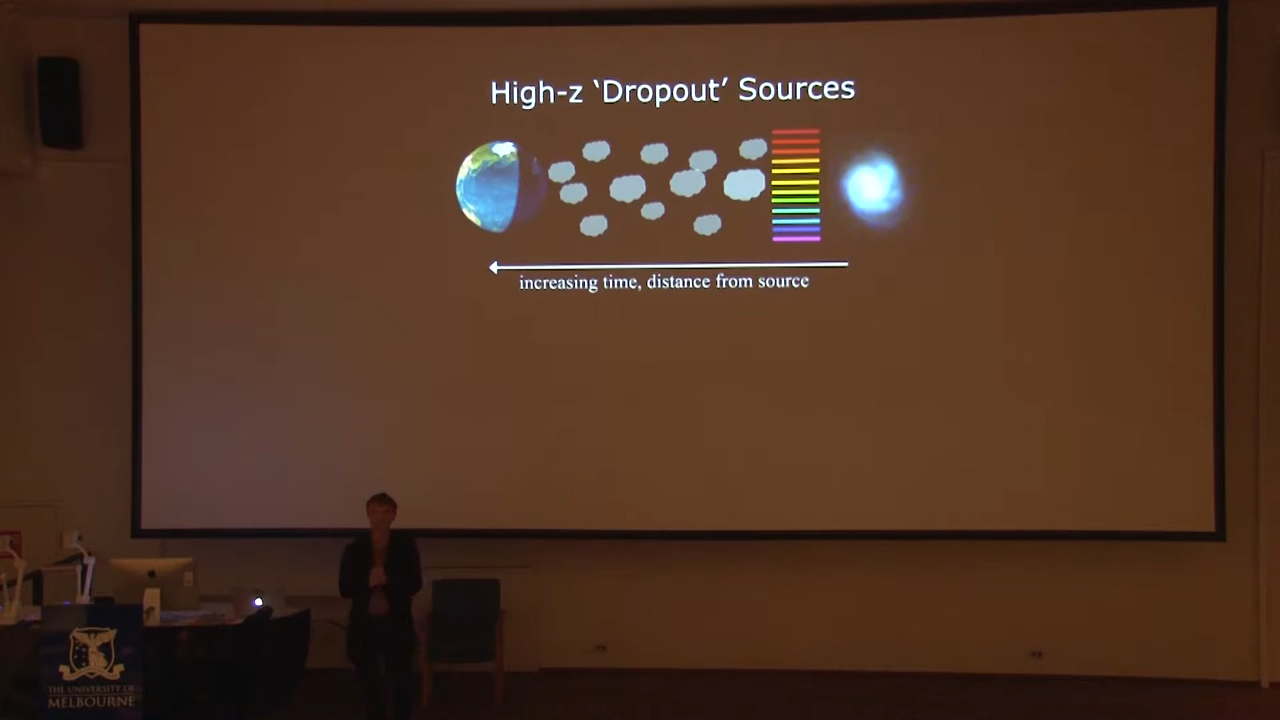 High-z ‘Dropout’ Sources
increasing time, distance from source
THE UNIVERSITY OF
MELBOURNE